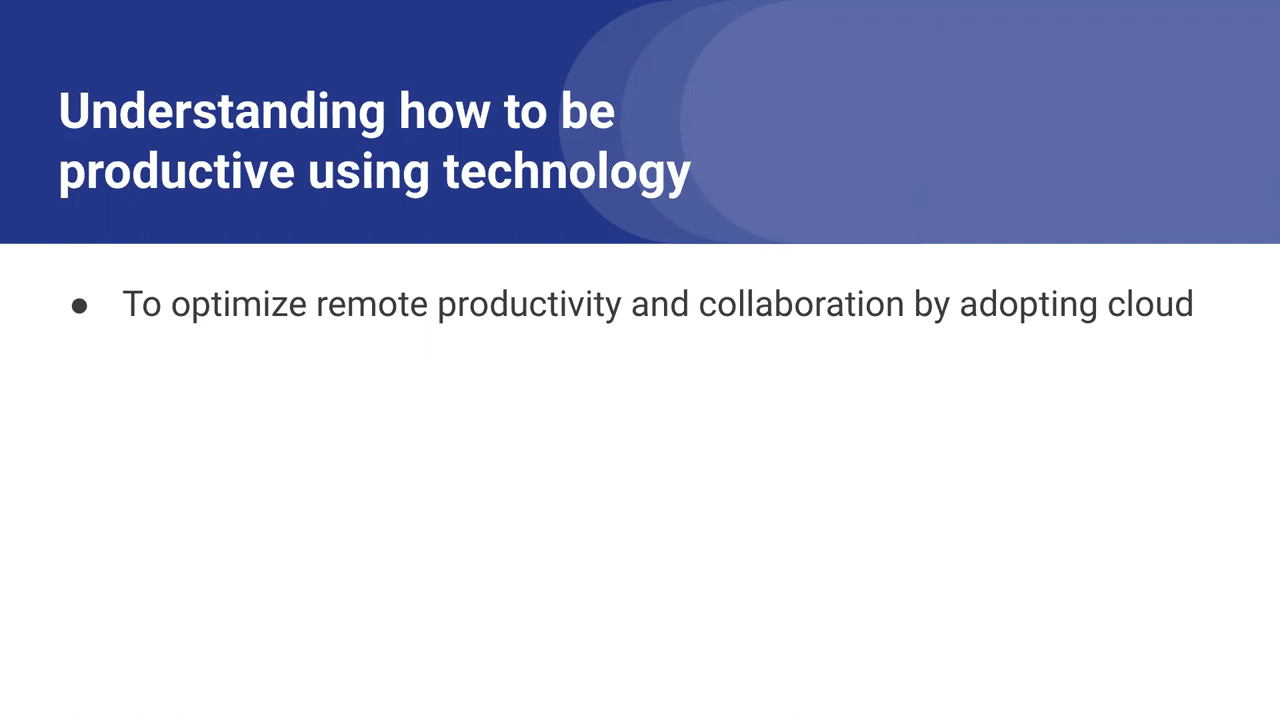 Understanding how to be
productive using technology
● To optimize remote productivity and collaboration by adopting cloud